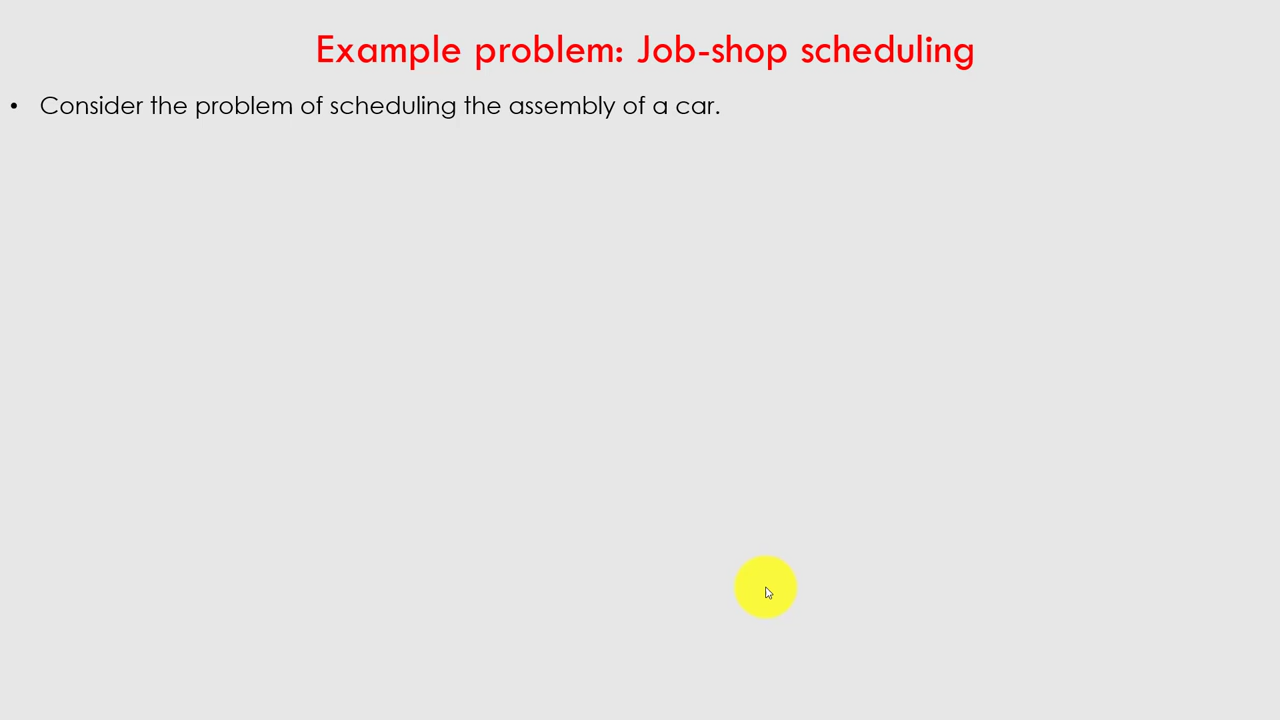 Example problem: Job-shop scheduling
• Consider the problem of scheduling the assembly of a car.